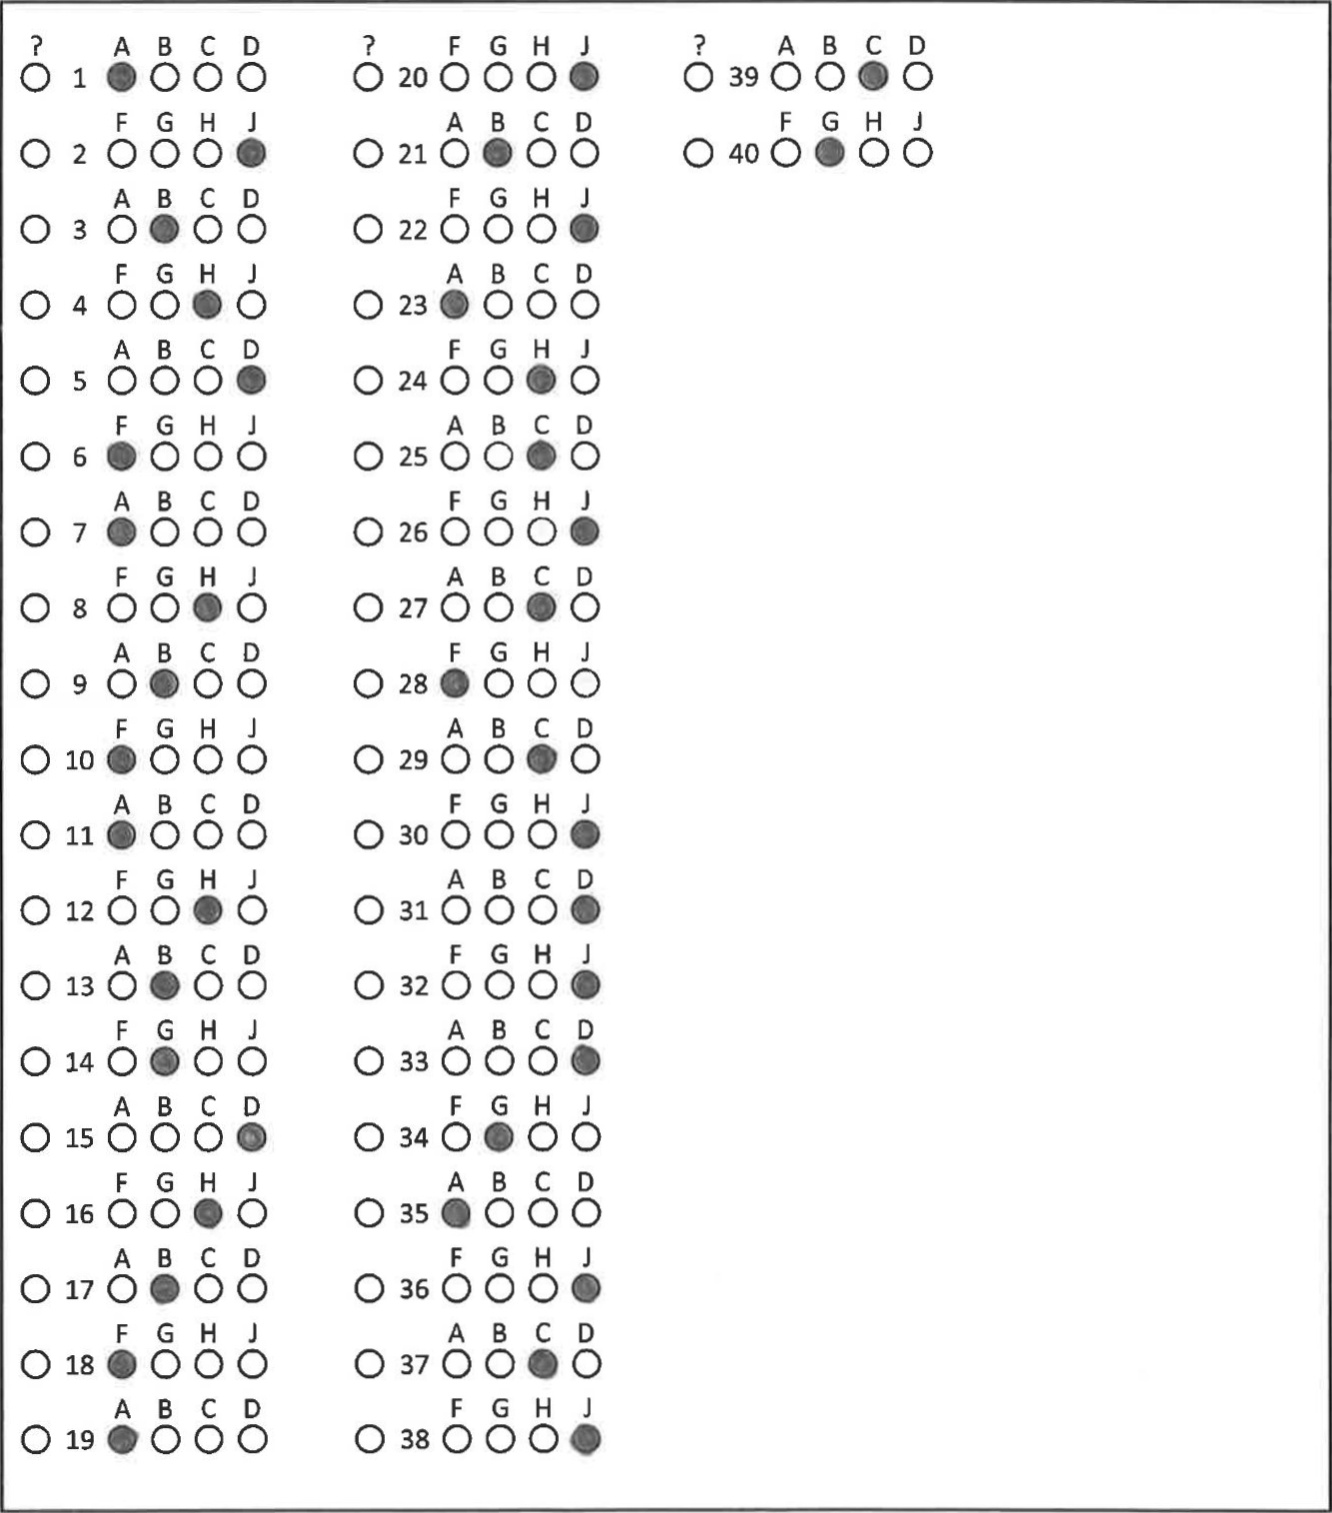 ? A B C D
1
F G H J
2
A B C D
3
F G H J
4
A B C D
5
F G H J
6
A B C D
7
F G H J
8
A B C D
9
F G H J
10
A B C D
11
F G H J
12
A B C D
13
F G H J
14
A B C D
15
F G H J
16
A B C D
17
F G H J
18
A B C D
19
? F G H J
20
A B C D
21
F G H J
22
A B C D
23
F G H J
24
A B C D
25
F G H J
26
A B C D
27
F G H J
28
A B C D
29
F G H J
30
A B C D
31
F G H J
32
A B C D
33
F G H J
34
A B C D
35
F G H J
36
A B C D
37
F G H J
38
? A B C D
39
F G H J
40